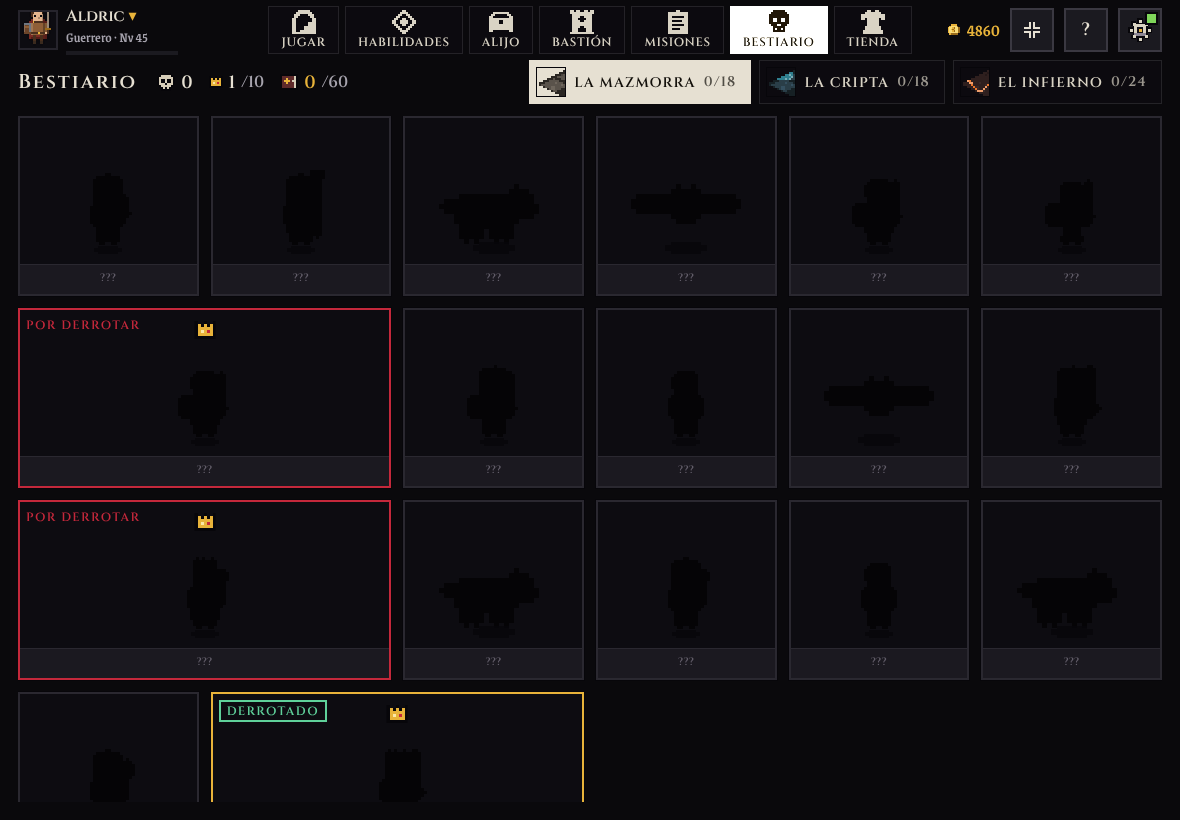 ALDRIC ▾
Guerrero · Nv 45
JUGAR
HABILIDADES
ALIJO
BASTIÓN
MISIONES
BESTIARIO
TIENDA
4860
?
BESTIARIO
0
1 /10
0 /60
LA MAZMORRA 0/18
LA CRIPTA 0/18
EL INFIERNO 0/24
???
???
???
???
???
???
POR DERROTAR
???
???
???
???
???
POR DERROTAR
???
???
???
???
???
DERROTADO